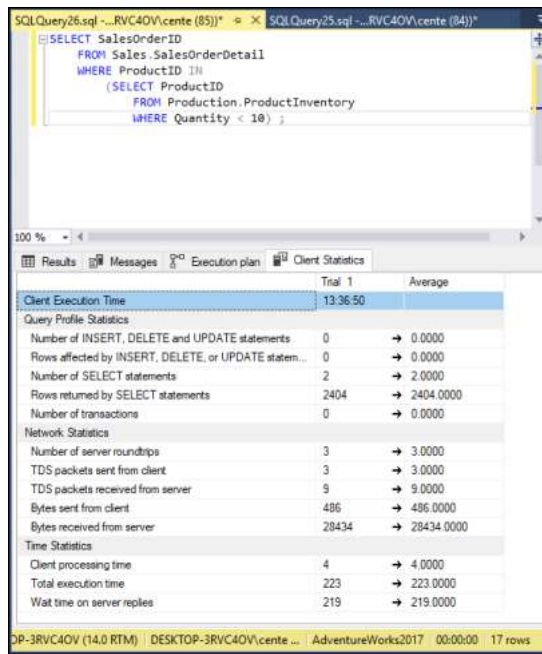 SQLQuery26.sql -...RVC4OV\cente (85))* SQLQuery25.sql -...RVC4OV\cente (84))*
SELECT SalesOrderID
FROM Sales.SalesOrderDetail
WHERE ProductID IN
(SELECT ProductID
FROM Production.ProductInventory
WHERE Quantity < 10) ;
100 %
Results Messages Execution plan Client Statistics
Trial 1 Average
Client Execution Time 13:36:50
Query Profile Statistics
Number of INSERT, DELETE and UPDATE statements 0 → 0.0000
Rows affected by INSERT, DELETE, or UPDATE statem... 0 → 0.0000
Number of SELECT statements 2 → 2.0000
Rows returned by SELECT statements 2404 → 2404.0000
Number of transactions 0 → 0.0000
Network Statistics
Number of server roundtrips 3 → 3.0000
TDS packets sent from client 3 → 3.0000
TDS packets received from server 9 → 9.0000
Bytes sent from client 486 → 486.0000
Bytes received from server 28434 → 28434.0000
Time Statistics
Client processing time 4 → 4.0000
Total execution time 223 → 223.0000
Wait time on server replies 219 → 219.0000
OP-3RVC4OV (14.0 RTM) DESKTOP-3RVC4OV\cente ... AdventureWorks2017 00:00:00 17 rows